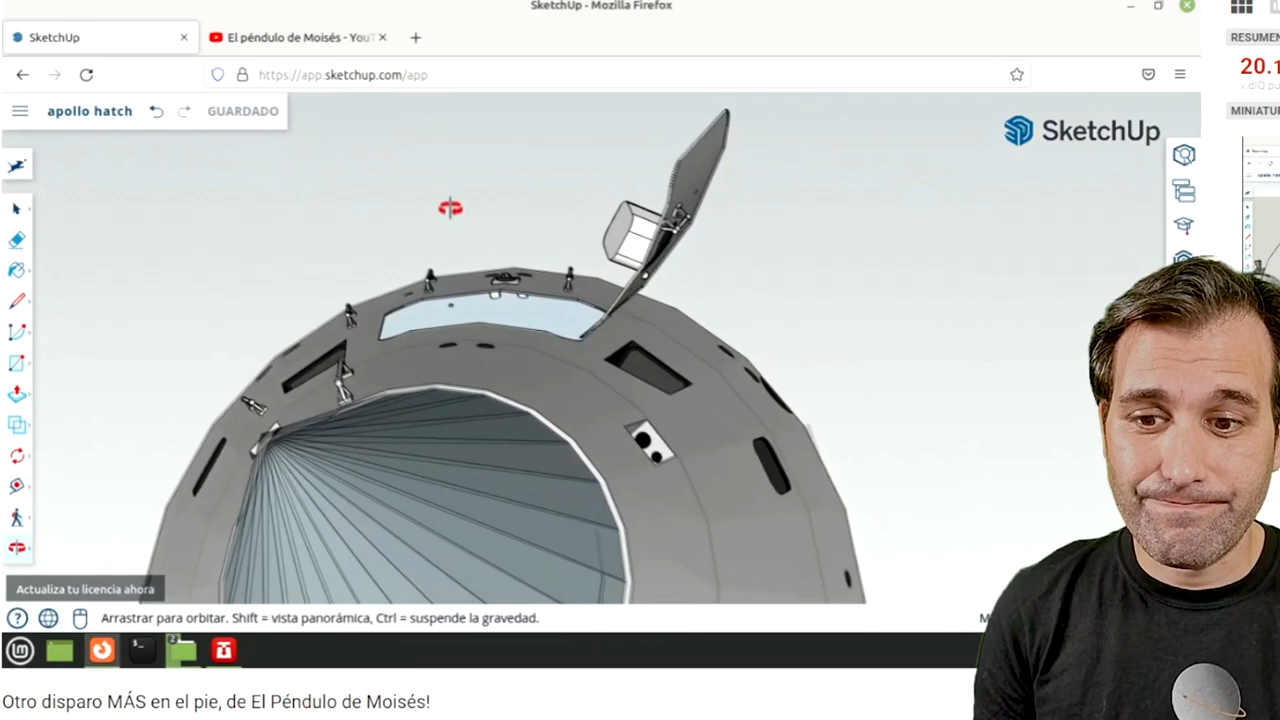 SketchUp - Mozilla Firefox
SketchUp
El péndulo de Moisés - YouT
https://app.sketchup.com/app
RESUMEN
20.1
apollo hatch
GUARDADO
SketchUp
MINIATUR
Actualiza tu licencia ahora
Arrastrar para orbitar. Shift = vista panorámica, Ctrl = suspende la gravedad.
M
Otro disparo MÁS en el pie, de El Péndulo de Moisés!